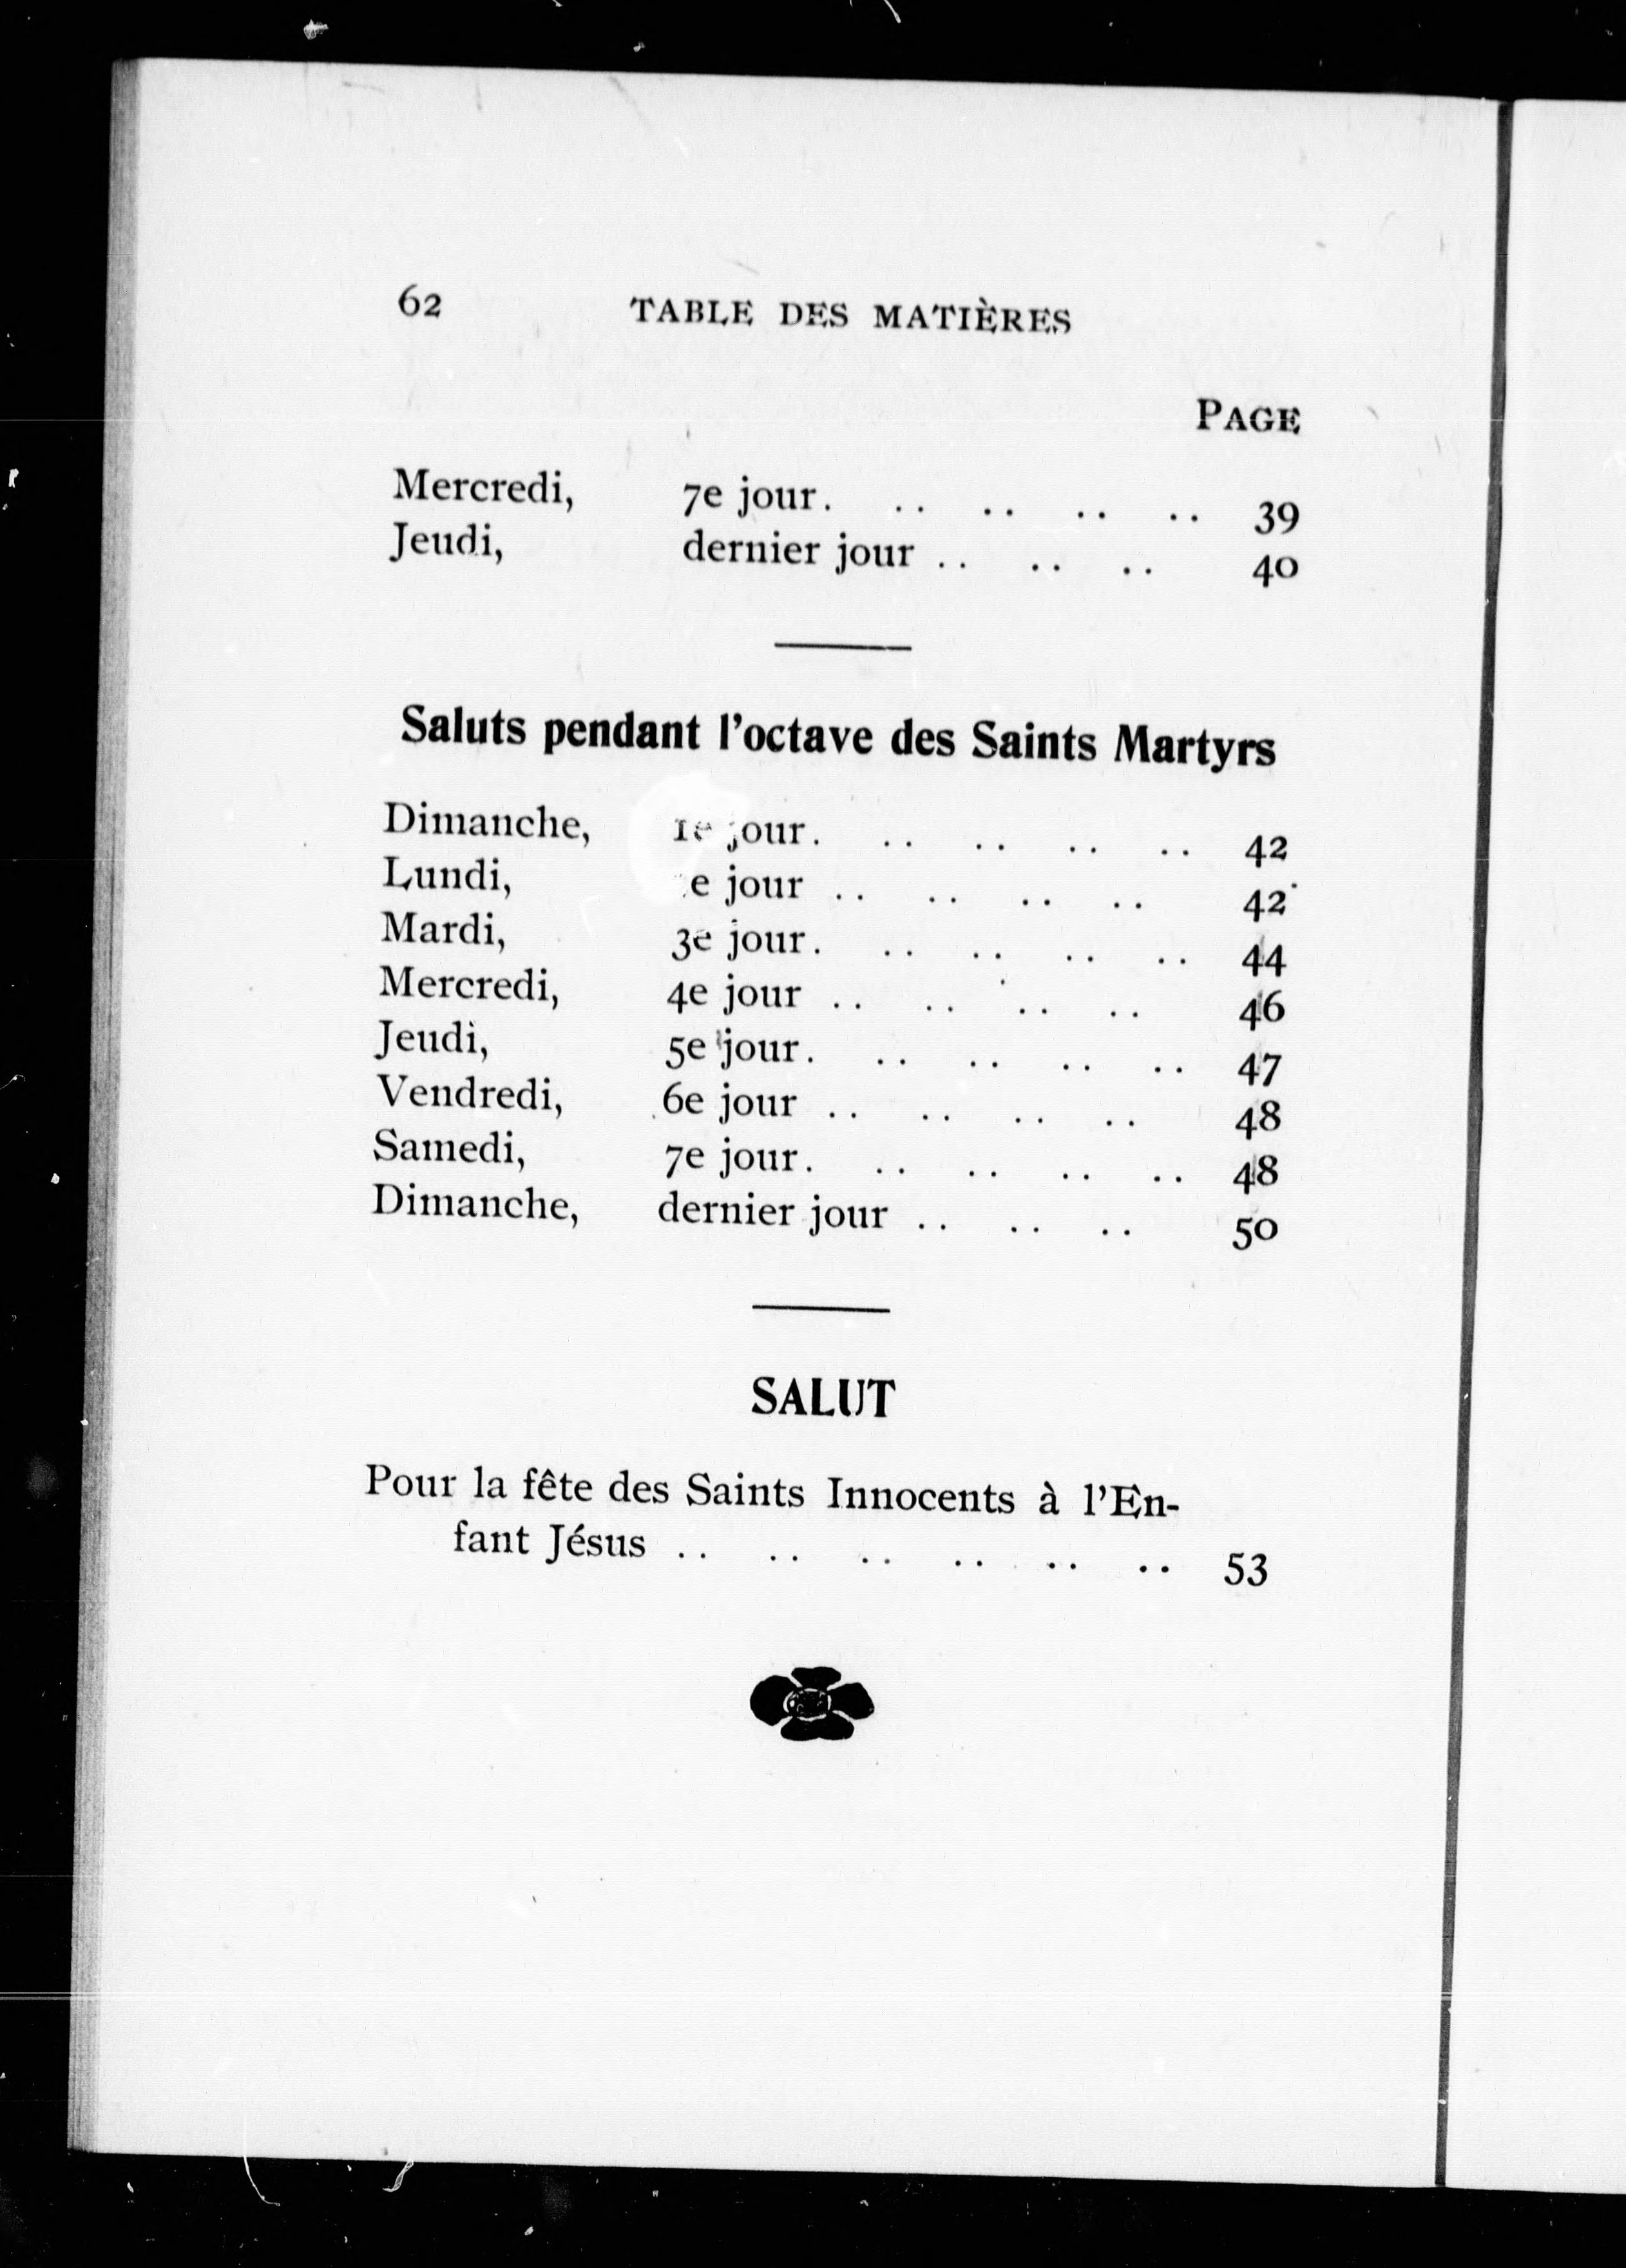 62 TABLE DES MATIÈRES
PAGE
Mercredi, 7e jour. .. .. .. .. 39
Jeudi, dernier jour .. .. .. 40
Saluts pendant l'octave des Saints Martyrs
Dimanche, 1e jour. .. .. .. .. 42
Lundi, e jour .. .. .. .. 42
Mardi, 3e jour. .. .. .. .. 44
Mercredi, 4e jour .. .. .. .. 46
Jeudi, 5e jour. .. .. .. .. 47
Vendredi, 6e jour .. .. .. .. 48
Samedi, 7e jour. .. .. .. .. 48
Dimanche, dernier jour .. .. .. 50
SALUT
Pour la fête des Saints Innocents à l'En-
fant Jésus .. .. .. .. .. .. 53